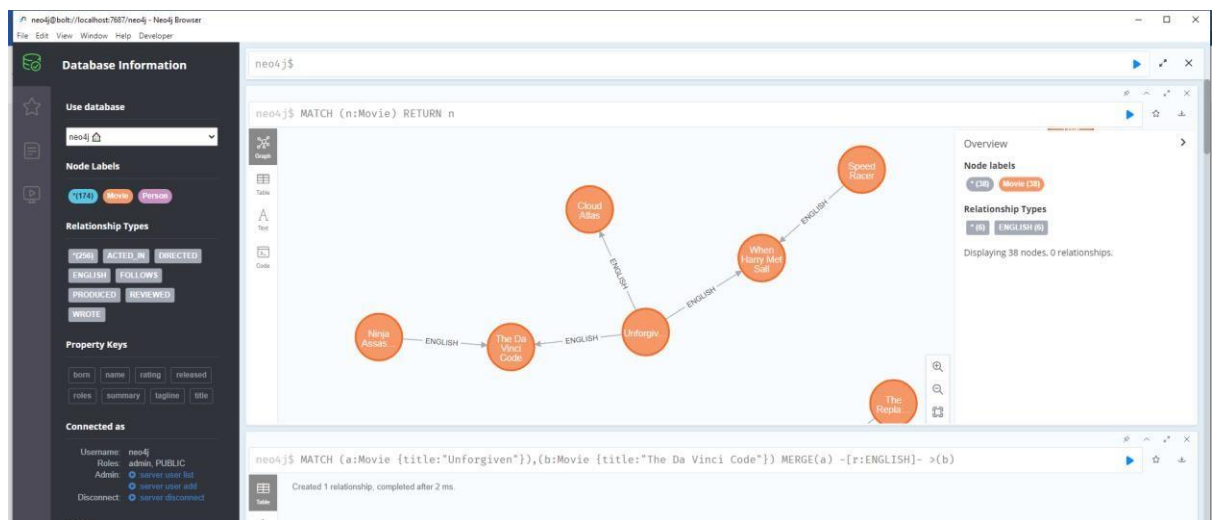 neo4j@bolt://localhost:7687/neo4j - Neo4j Browser
File Edit View Window Help Developer
Database Information
Use database
neo4j
Node Labels
*(174) Movie Person
Relationship Types
*(256) ACTED_IN DIRECTED
ENGLISH FOLLOWS
PRODUCED REVIEWED
WROTE
Property Keys
born name rating released
roles summary tagline title
Connected as
Username: neo4j
Roles: admin, PUBLIC
Admin: server user list
server user add
Disconnect: server disconnect
neo4j$
neo4j$ MATCH (n:Movie) RETURN n
Graph
Table
Text
Code
Speed
Racer
ENGLISH
Cloud
Atlas
When
Harry Met
Sall
ENGLISH
ENGLISH
Ninja
Assas...
ENGLISH
The Da
Vinci
Code
ENGLISH
Unforgiv...
The
Repla...
Overview
Node labels
*(38) Movie (38)
Relationship Types
*(6) ENGLISH (6)
Displaying 38 nodes, 0 relationships.
neo4j$ MATCH (a:Movie {title:"Unforgiven"}),(b:Movie {title:"The Da Vinci Code"}) MERGE(a) -[r:ENGLISH]- >(b)
Table
Created 1 relationship, completed after 2 ms.